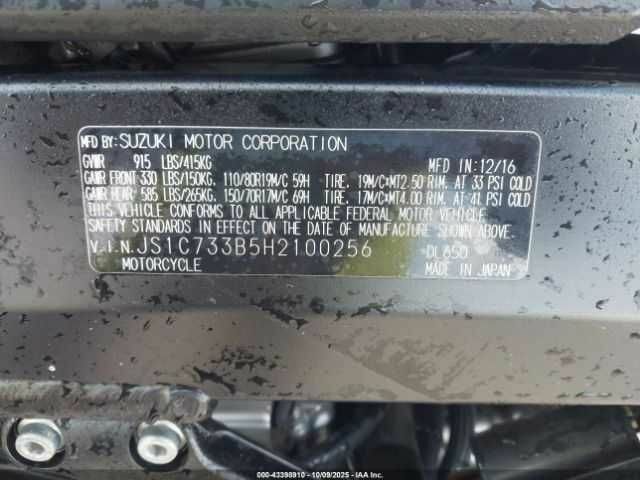 MFD BY: SUZUKI MOTOR CORPORATION
GVWR 915 LBS/415KG MFD IN:12/16
GAWR FRONT 330 LBS/150KG. 110/80R19M/C 59H TIRE. 19M/C×MT2.50 RIM. AT 33 PSI COLD
GAWR REAR 585 LBS/265KG. 150/70R17M/C 69H TIRE. 17M/C×MT4.00 RIM. AT 41 PSI COLD
THIS VEHICLE CONFORMS TO ALL APPLICABLE FEDERAL MOTOR VEHICLE
SAFETY STANDARDS IN EFFECT ON THE DATE OF MANUFACTURE SHOWN ABOVE.
V.I.N. JS1C733B5H2100256 DL650
MOTORCYCLE MADE IN JAPAN
000-43398910 - 10/09/2025 - IAAI.COM